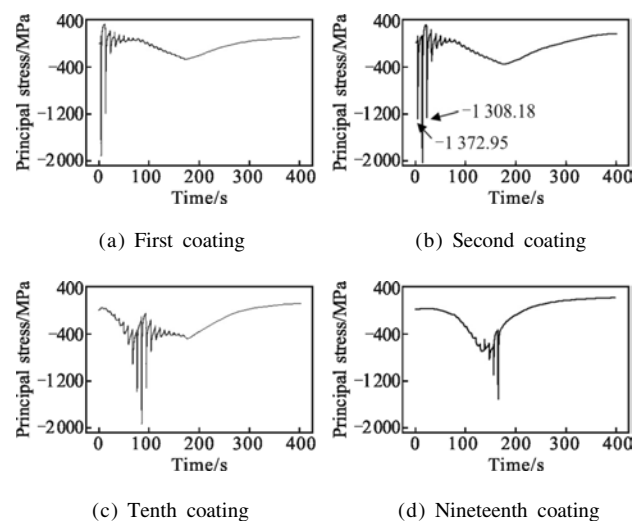 400
−400
−1200
−2000
Principal stress/MPa
0 100 200 300 400
Time/s
(a) First coating
400
−400
−1200
−2000
Principal stress/MPa
−1 308.18
−1 372.95
0 100 200 300 400
Time/s
(b) Second coating
400
−400
−1200
−2000
Principal stress/MPa
0 100 200 300 400
Time/s
(c) Tenth coating
400
−400
−1200
−2000
Principal stress/MPa
0 100 200 300 400
Time/s
(d) Nineteenth coating